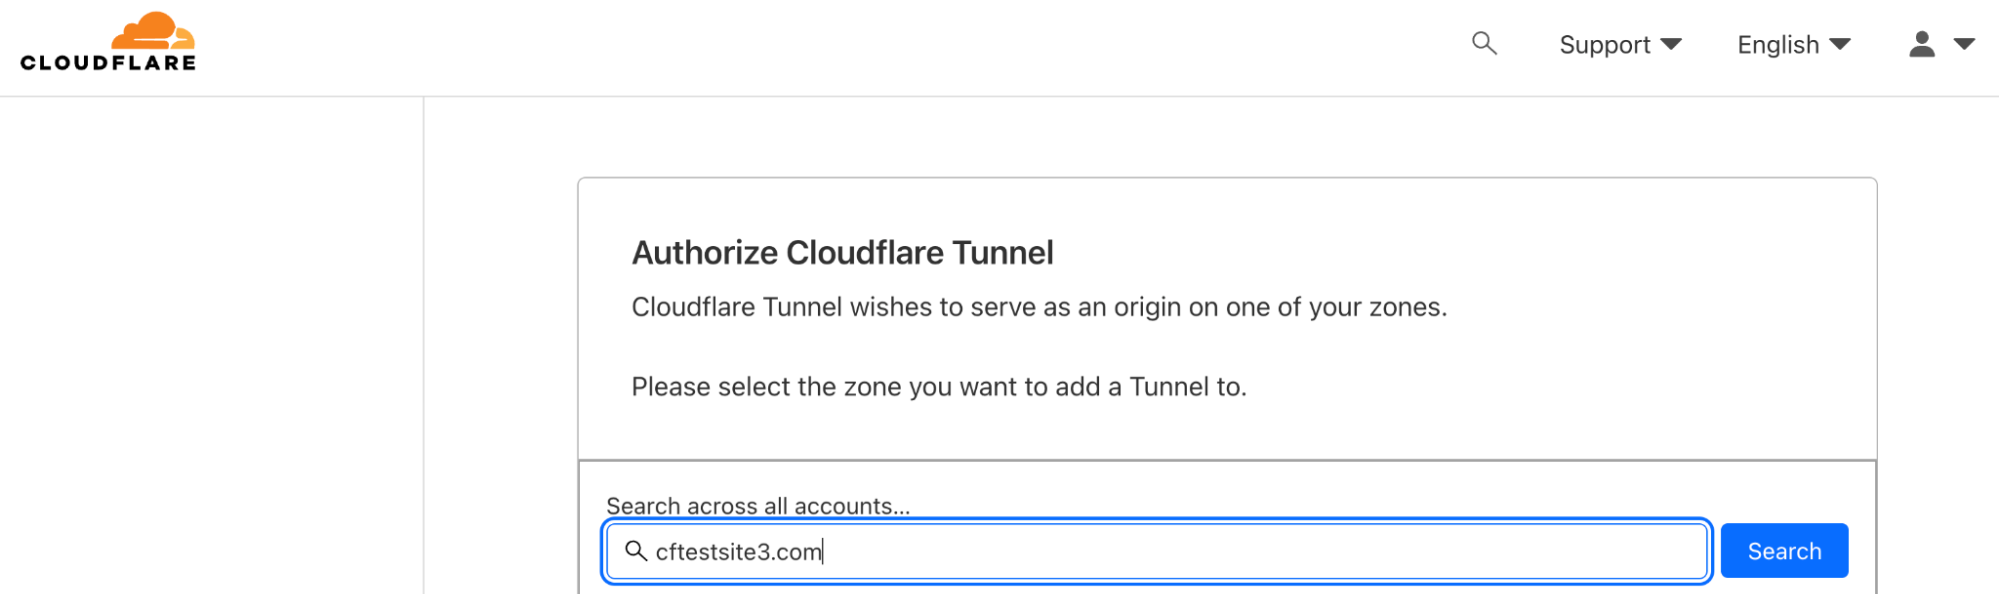 CLOUDFLARE
Support
English
Authorize Cloudflare Tunnel
Cloudflare Tunnel wishes to serve as an origin on one of your zones.
Please select the zone you want to add a Tunnel to.
Search across all accounts...
cftestsite3.com
Search